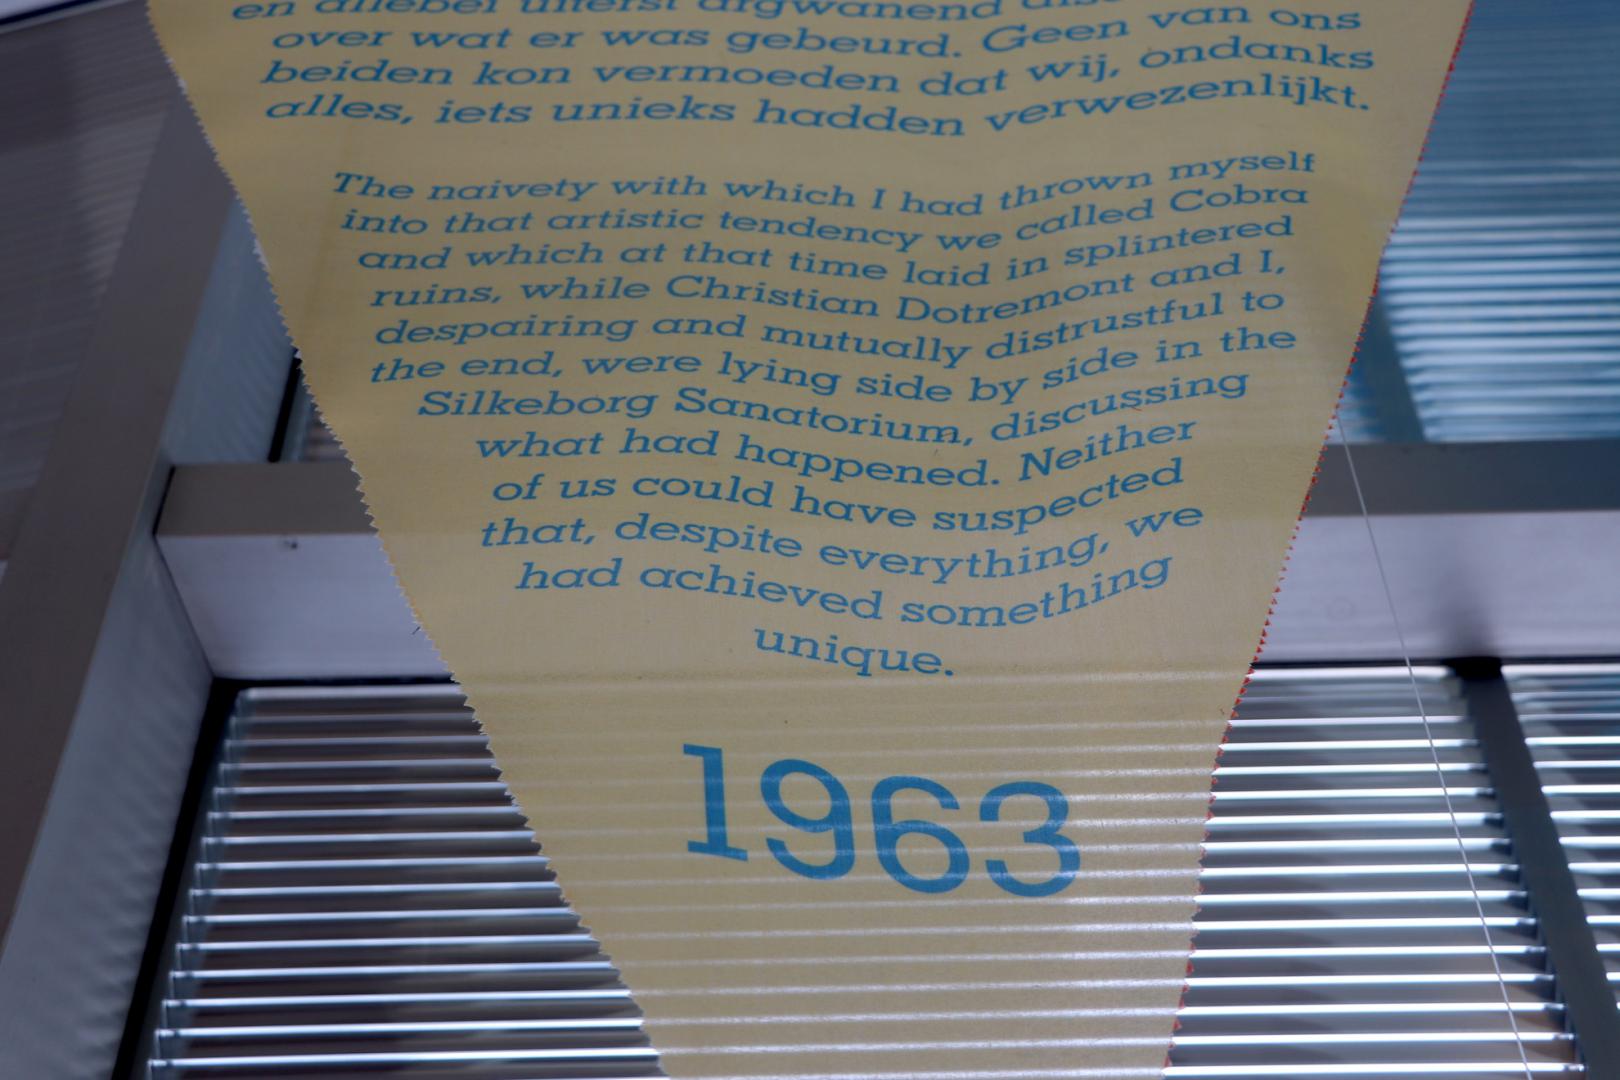 en allebei uiterst argwanend
over wat er was gebeurd. Geen van ons
beiden kon vermoeden dat wij, ondanks
alles, iets unieks hadden verwezenlijkt.
The naivety with which I had thrown myself
into that artistic tendency we called Cobra
and which at that time laid in splintered
ruins, while Christian Dotremont and I,
despairing and mutually distrustful to
the end, were lying side by side in the
Silkeborg Sanatorium, discussing
what had happened. Neither
of us could have suspected
that, despite everything, we
had achieved something
unique.
1963